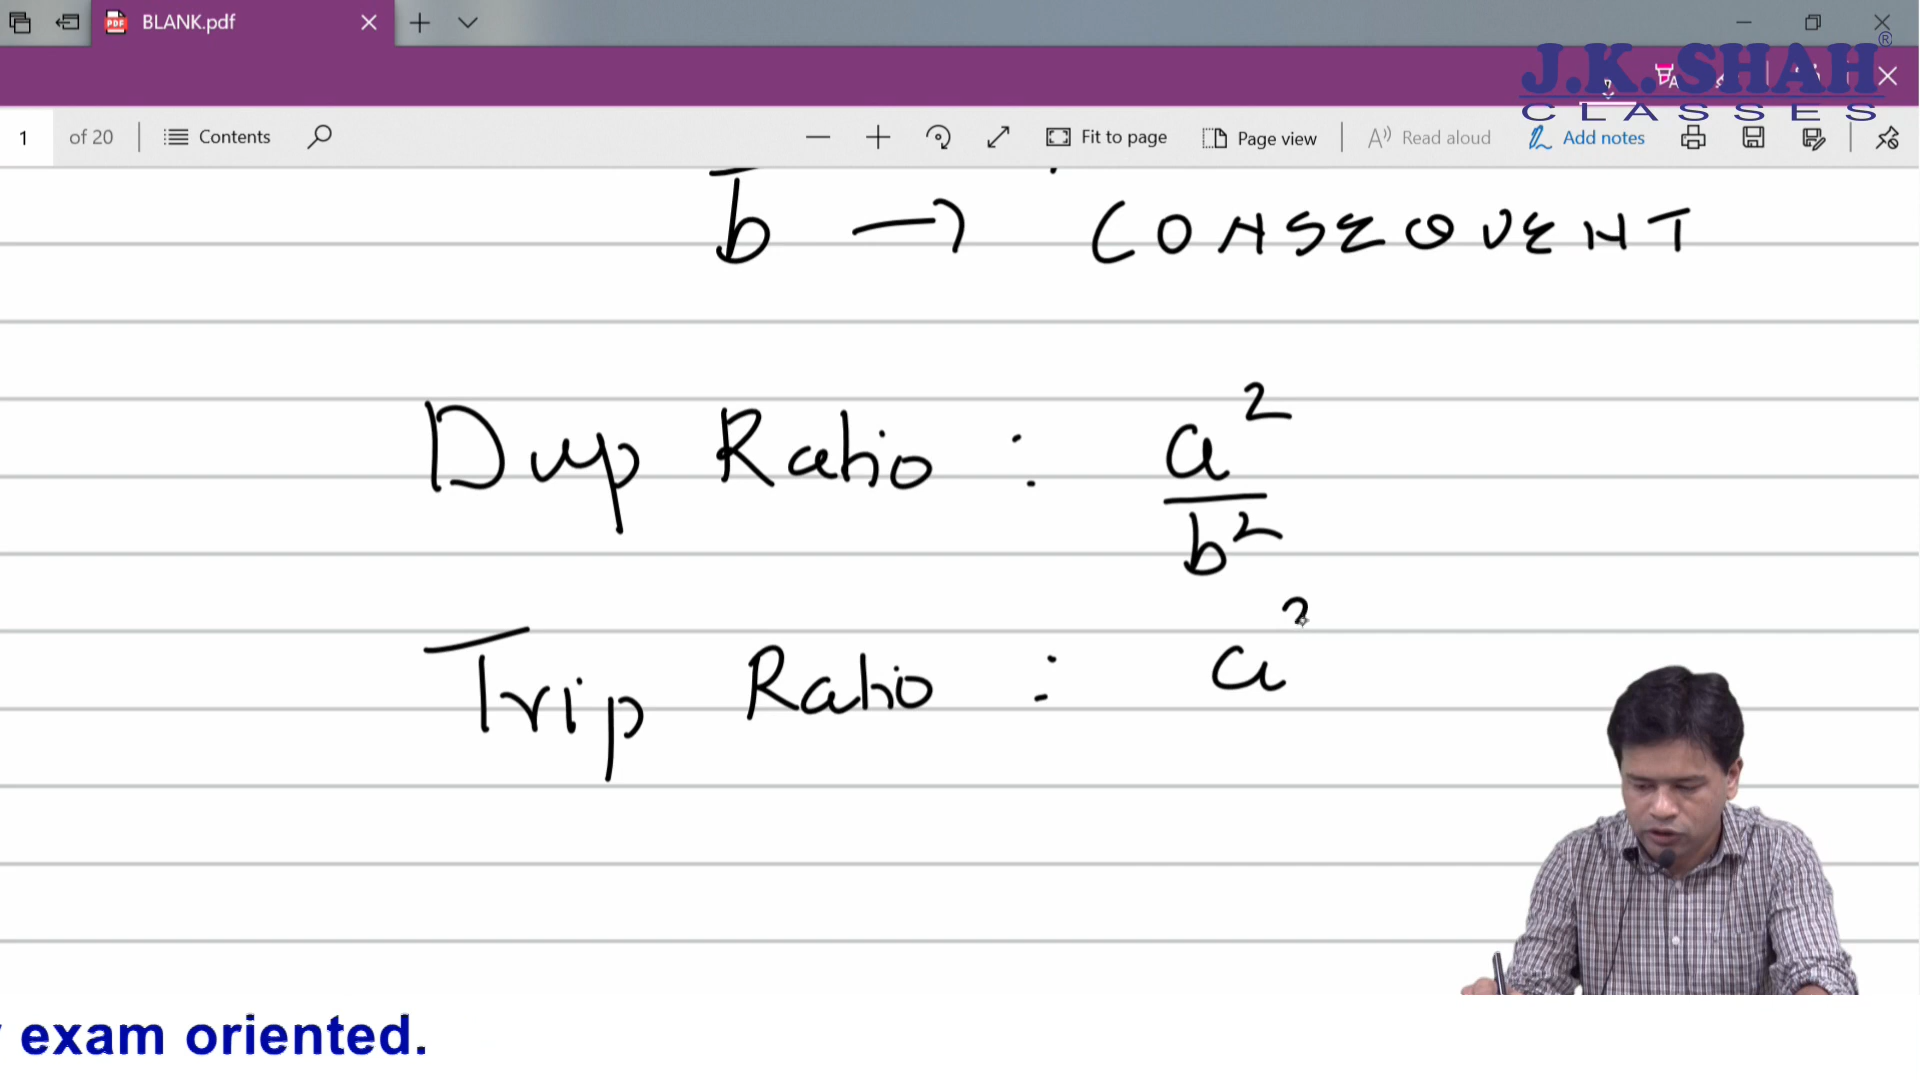 BLANK.pdf
J.K.SHAH®
CLASSES
1 of 20 Contents Fit to page Page view Read aloud Add notes
b → CONSEQUENT
Dup Ratio : a²
b²
Trip Ratio : a
exam oriented.